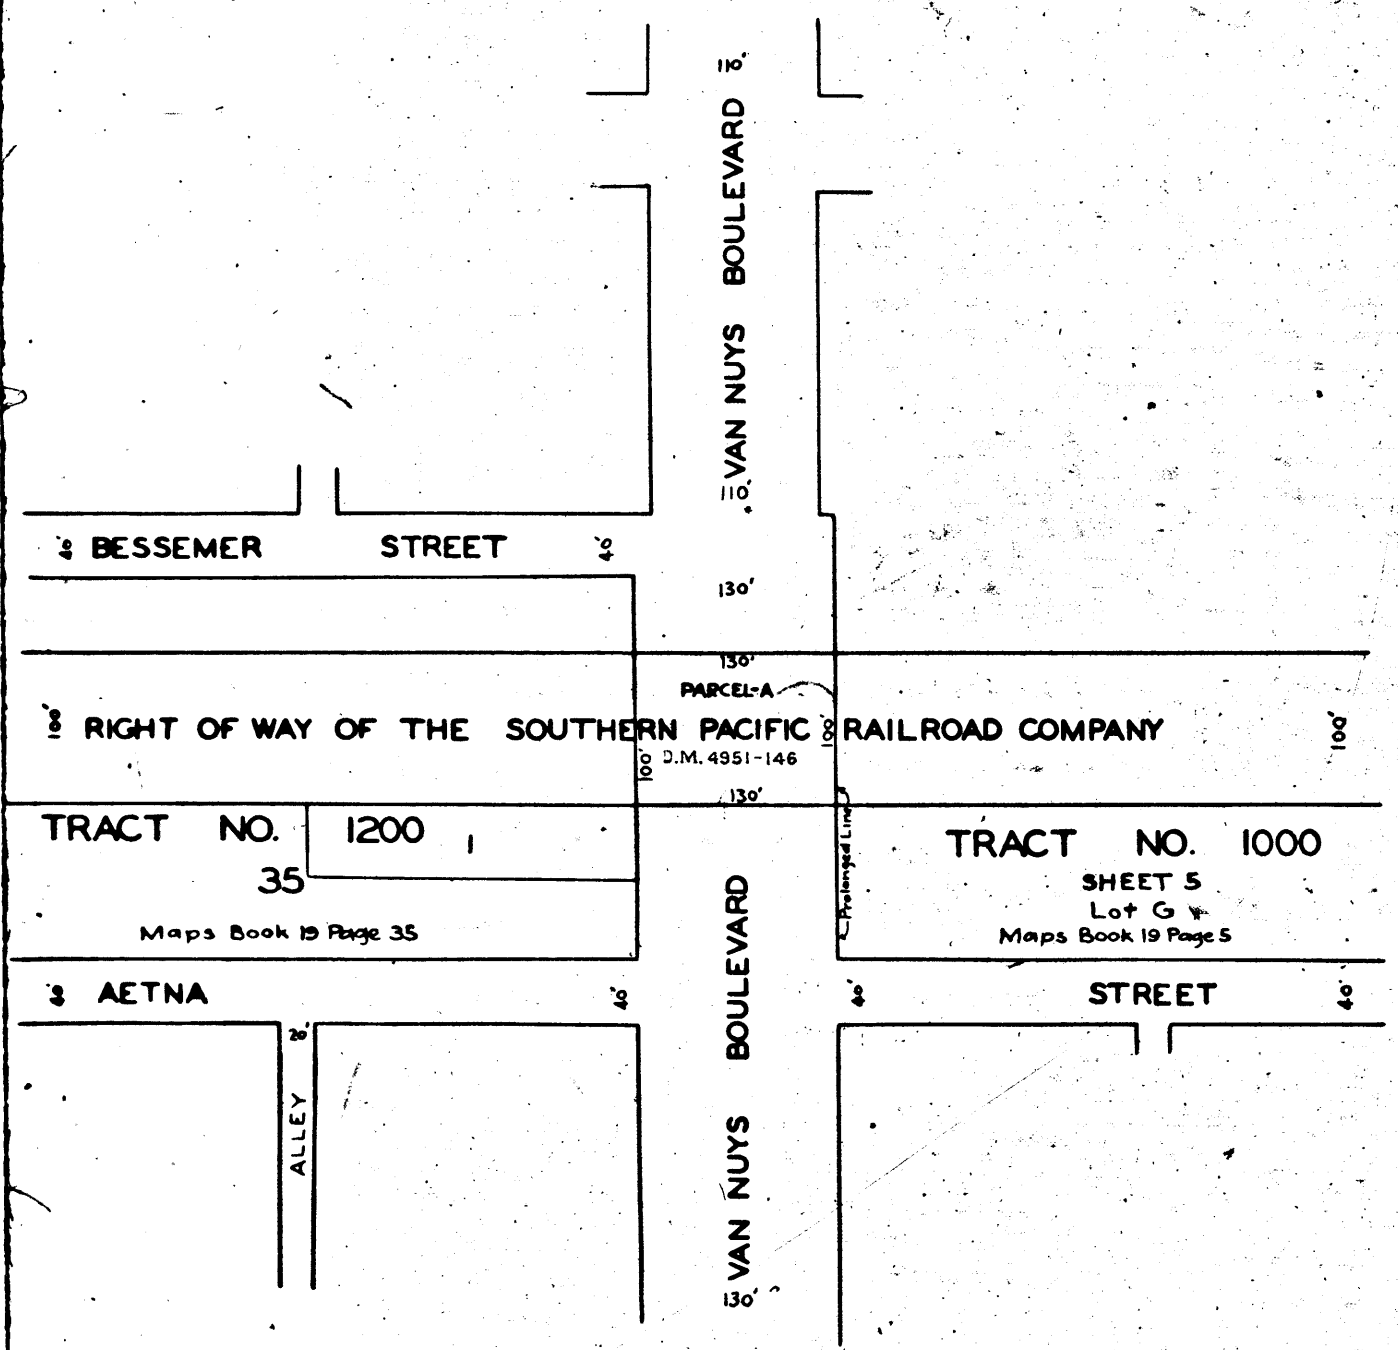 110'
VAN NUYS BOULEVARD
110'
40' BESSEMER STREET 40'
130'
130'
PARCEL-A
100' RIGHT OF WAY OF THE SOUTHERN PACIFIC 100' RAILROAD COMPANY 100'
100' D.M. 4951-146
130'
TRACT NO. 1200
1
35
Maps Book 19 Page 35
Prolonged Line
TRACT NO. 1000
SHEET 5
Lot G
Maps Book 19 Page 5
40' AETNA 40' 40' STREET 40'
20'
ALLEY
VAN NUYS BOULEVARD
130'